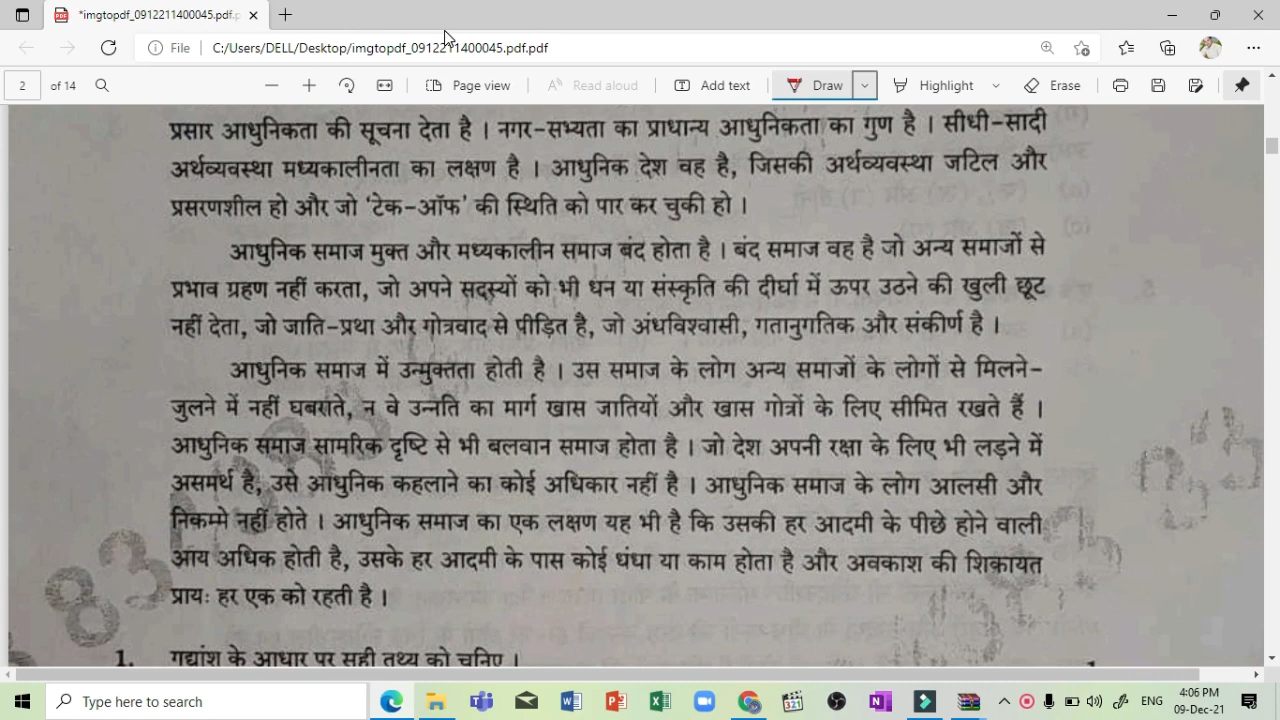 *imgtopdf_0912211400045.pdf.p
File
C:/Users/DELL/Desktop/imgtopdf_0912211400045.pdf.pdf
2 of 14
Page view
Read aloud
Add text
Draw
Highlight
Erase
प्रसार आधुनिकता की सूचना देता है । नगर-सभ्यता का प्राधान्य आधुनिकता का गुण है । सीधी-सादी
अर्थव्यवस्था मध्यकालीनता का लक्षण है । आधुनिक देश वह है, जिसकी अर्थव्यवस्था जटिल और
प्रसरणशील हो और जो ‘टेक-ऑफ’ की स्थिति को पार कर चुकी हो ।
आधुनिक समाज मुक्त और मध्यकालीन समाज बंद होता है । बंद समाज वह है जो अन्य समाजों से
प्रभाव ग्रहण नहीं करता, जो अपने सदस्यों को भी धन या संस्कृति की दीर्घा में ऊपर उठने की खुली छूट
नहीं देता, जो जाति-प्रथा और गोत्रवाद से पीड़ित है, जो अंधविश्वासी, गतानुगतिक और संकीर्ण है ।
आधुनिक समाज में उन्मुक्तता होती है । उस समाज के लोग अन्य समाजों के लोगों से मिलने-
जुलने में नहीं घबराते, न वे उन्नति का मार्ग खास जातियों और खास गोत्रों के लिए सीमित रखते हैं ।
आधुनिक समाज सामरिक दृष्टि से भी बलवान समाज होता है । जो देश अपनी रक्षा के लिए भी लड़ने में
असमर्थ है, उसे आधुनिक कहलाने का कोई अधिकार नहीं है । आधुनिक समाज के लोग आलसी और
निकम्मे नहीं होते । आधुनिक समाज का एक लक्षण यह भी है कि उसकी हर आदमी के पीछे होने वाली
आय अधिक होती है, उसके हर आदमी के पास कोई धंधा या काम होता है और अवकाश की शिकायत
प्रायः हर एक को रहती है ।
1. गद्यांश के आधार पर सही तथ्य को चुनिए ।
Type here to search
ENG
4:06 PM
09-Dec-21